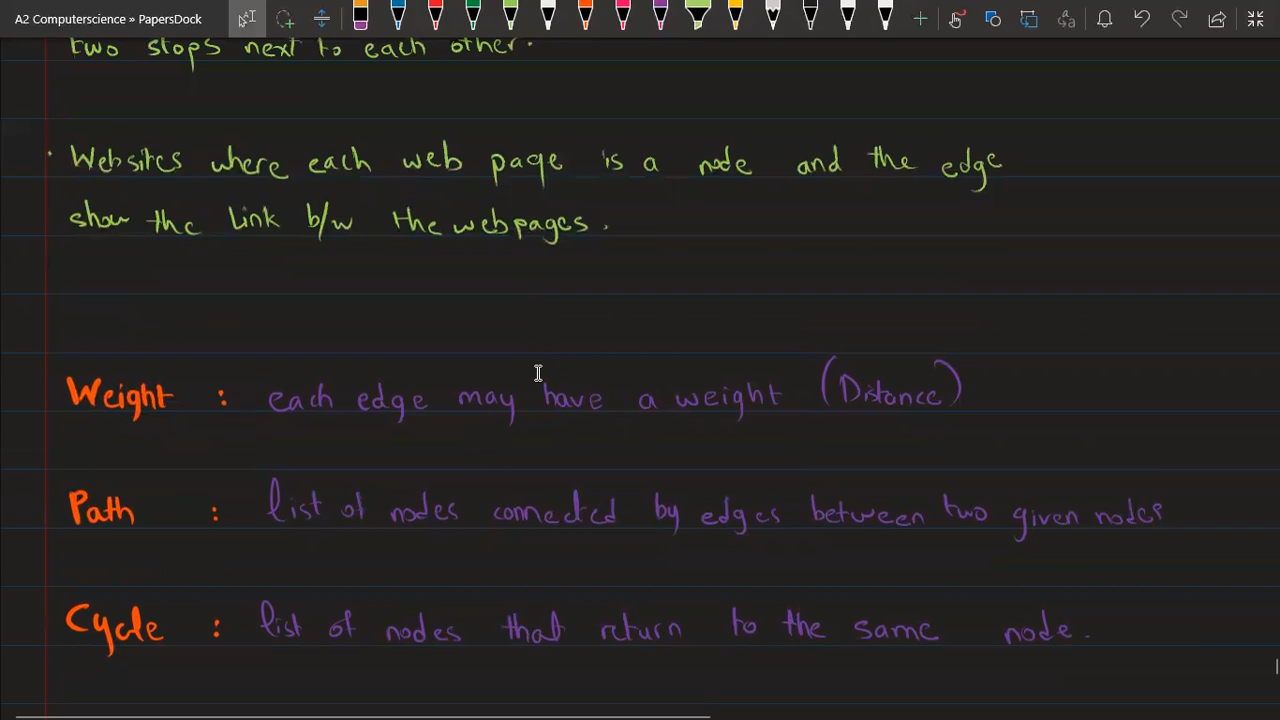 A2 Computerscience » PapersDock
two stops next to each other.
· Websites where each web page is a node and the edge
show the link b/w the webpages.
Weight : each edge may have a weight (Distance)
Path : list of nodes connected by edges between two given nodes
Cycle : list of nodes that return to the same node.